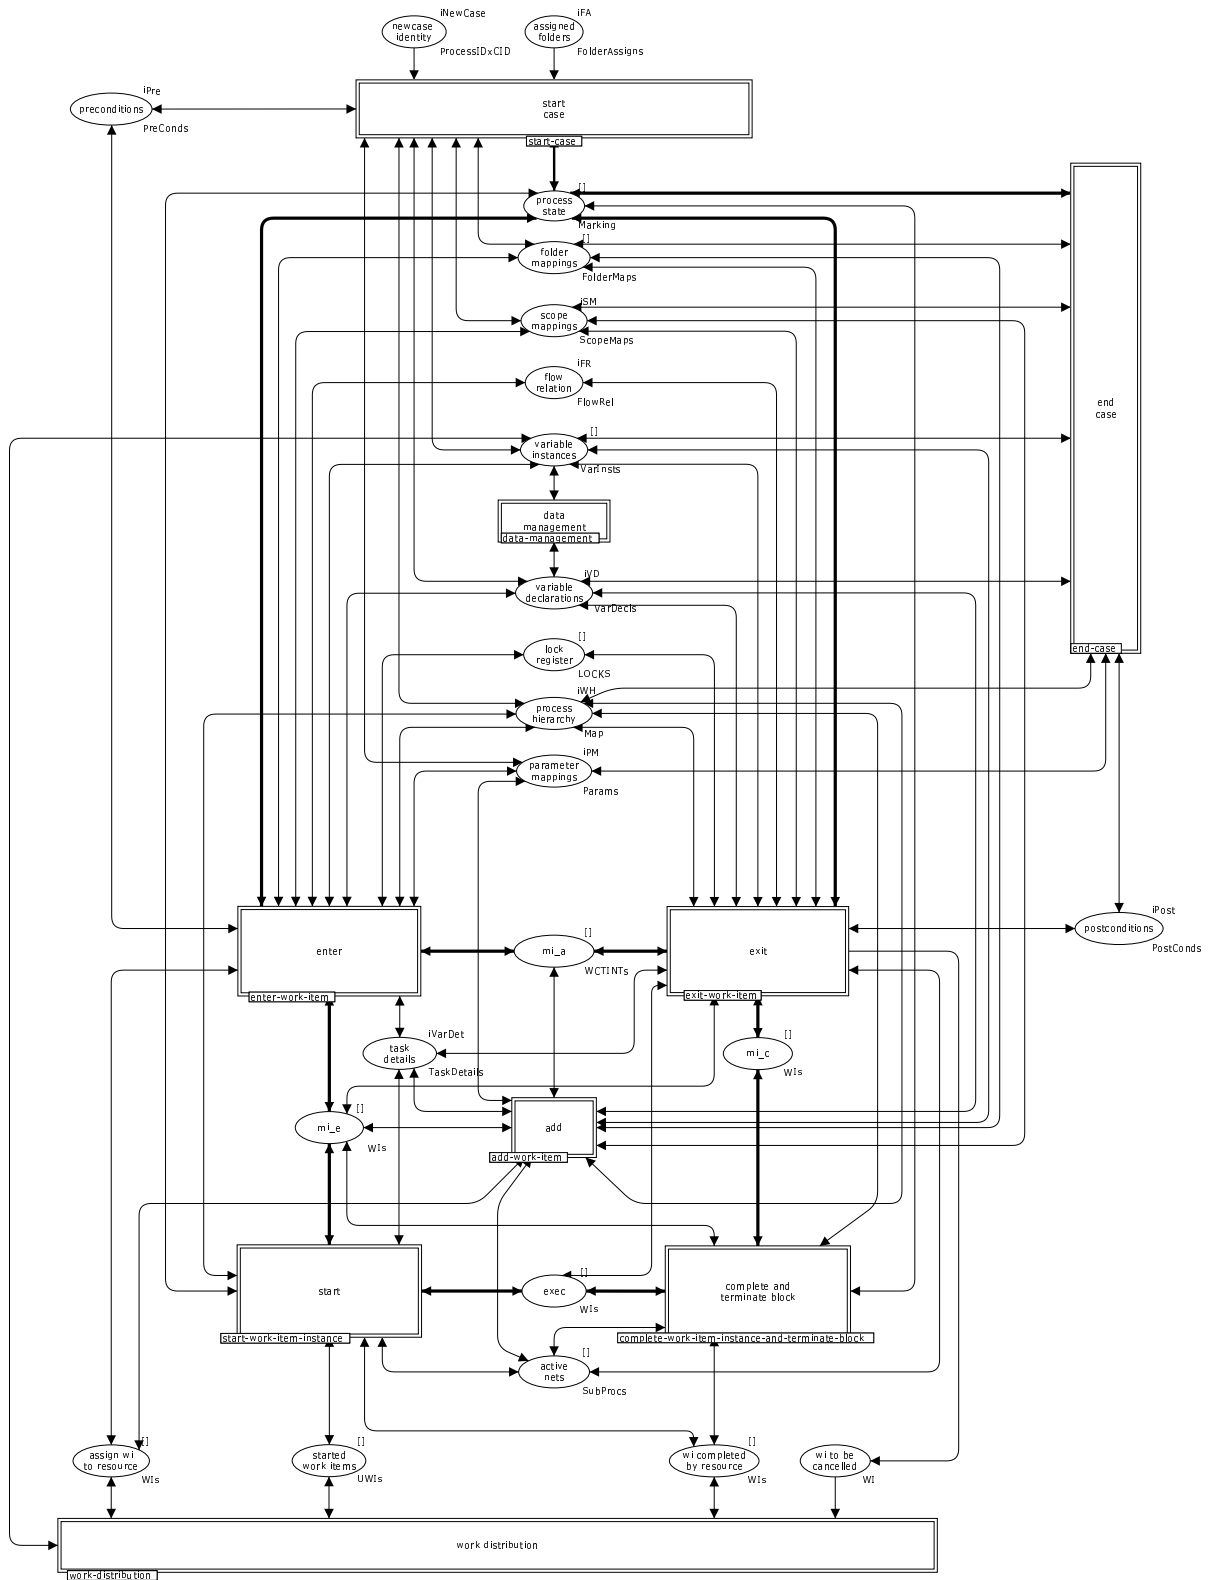 iNewCase
iFA
newcase
identity
assigned
folders
ProcessIDxCID
FolderAssigns
iPre
preconditions
PreConds
start
case
start-case
[]
process
state
Marking
[]
folder
mappings
FolderMaps
iSM
scope
mappings
ScopeMaps
iFR
flow
relation
FlowRel
end
case
[]
variable
instances
VarInsts
data
management
data-management
iVD
variable
declarations
VarDecls
[]
lock
register
LOCKS
end-case
iWH
process
hierarchy
Map
iPM
parameter
mappings
Params
iPost
postconditions
PostConds
enter
enter-work-item
[]
mi_a
WCTINTs
exit
exit-work-item
iVarDet
task
details
TaskDetails
[]
mi_c
WIs
[]
mi_e
WIs
add
add-work-item
start
start-work-item-instance
[]
exec
WIs
complete and
terminate block
complete-work-item-instance-and-terminate-block
[]
active
nets
SubProcs
[]
assign wi
to resource
WIs
[]
started
work items
UWIs
[]
wi completed
by resource
WIs
wi to be
cancelled
WI
work distribution
work-distribution